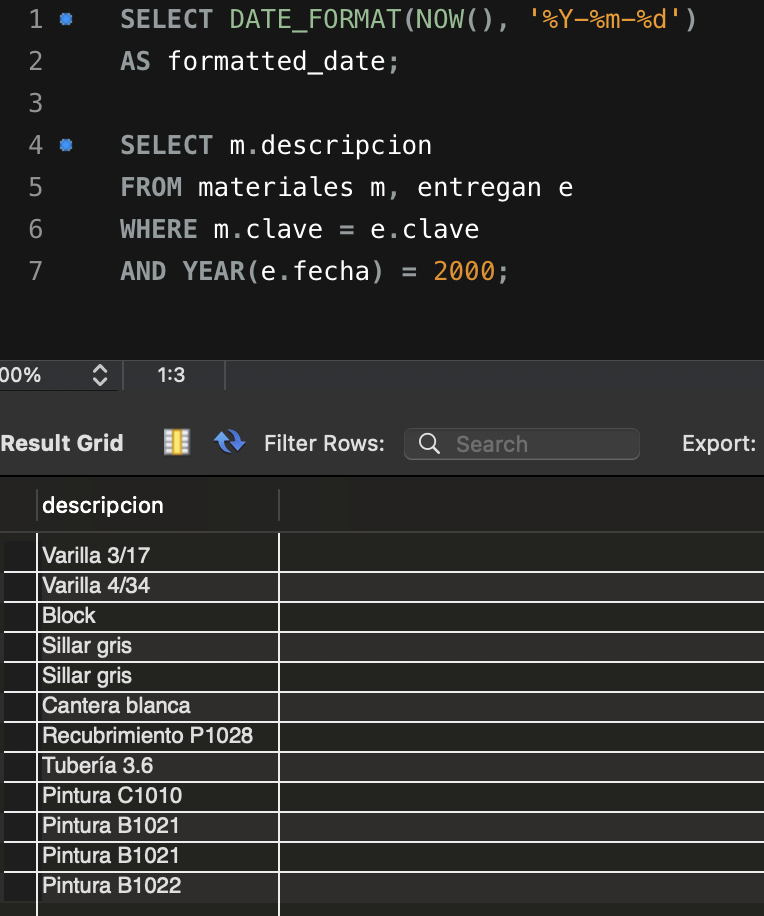 1 SELECT DATE_FORMAT(NOW(), '%Y-%m-%d')
2 AS formatted_date;
3
4 SELECT m.descripcion
5 FROM materiales m, entregan e
6 WHERE m.clave = e.clave
7 AND YEAR(e.fecha) = 2000;
00% 1:3
Result Grid Filter Rows: Search Export:
descripcion
Varilla 3/17
Varilla 4/34
Block
Sillar gris
Sillar gris
Cantera blanca
Recubrimiento P1028
Tubería 3.6
Pintura C1010
Pintura B1021
Pintura B1021
Pintura B1022